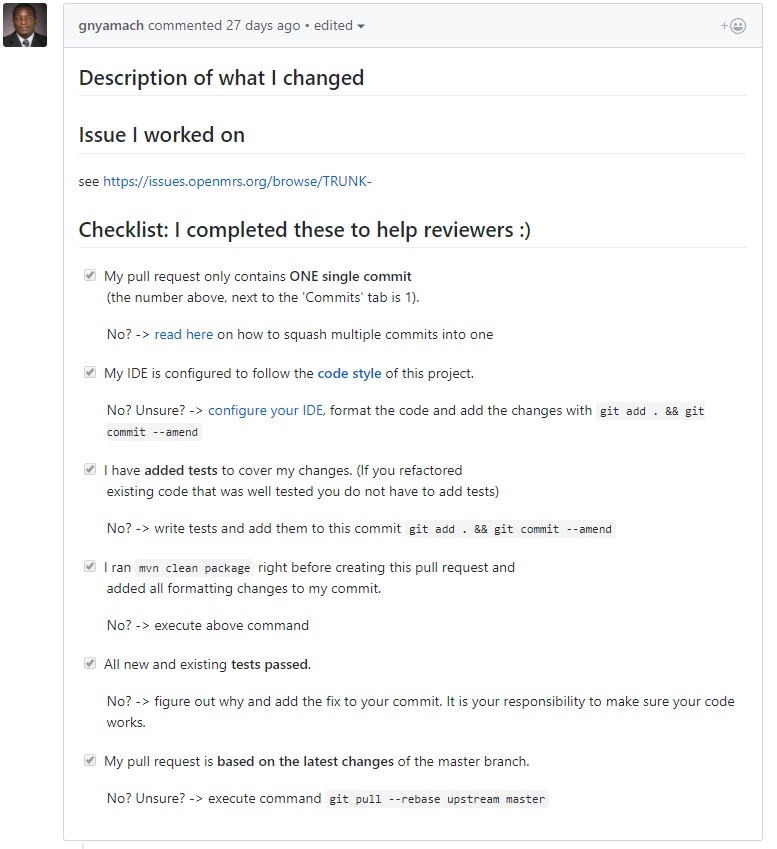 gnyamach commented 27 days ago • edited
Description of what I changed
Issue I worked on
see https://issues.openmrs.org/browse/TRUNK-
Checklist: I completed these to help reviewers :)
My pull request only contains ONE single commit
(the number above, next to the 'Commits' tab is 1).
No? -> read here on how to squash multiple commits into one
My IDE is configured to follow the code style of this project.
No? Unsure? -> configure your IDE, format the code and add the changes with git add . && git
commit --amend
I have added tests to cover my changes. (If you refactored
existing code that was well tested you do not have to add tests)
No? -> write tests and add them to this commit git add . && git commit --amend
I ran mvn clean package right before creating this pull request and
added all formatting changes to my commit.
No? -> execute above command
All new and existing tests passed.
No? -> figure out why and add the fix to your commit. It is your responsibility to make sure your code
works.
My pull request is based on the latest changes of the master branch.
No? Unsure? -> execute command git pull --rebase upstream master